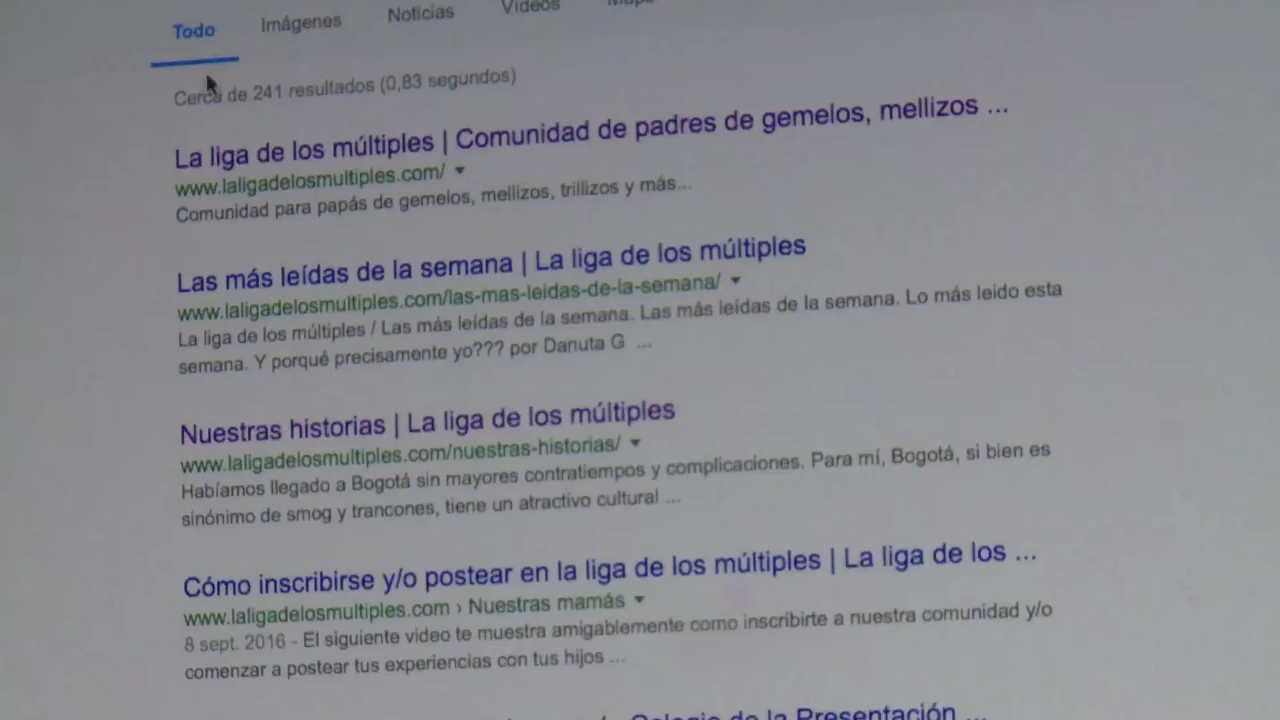 Todo Imágenes Noticias Vídeos
Cerca de 241 resultados (0,83 segundos)
La liga de los múltiples | Comunidad de padres de gemelos, mellizos ...
www.laligadelosmultiples.com/
Comunidad para papás de gemelos, mellizos, trillizos y más...
Las más leídas de la semana | La liga de los múltiples
www.laligadelosmultiples.com/las-mas-leidas-de-la-semana/
La liga de los múltiples / Las más leídas de la semana. Las más leídas de la semana. Lo más leido esta
semana. Y porqué precisamente yo??? por Danuta G ...
Nuestras historias | La liga de los múltiples
www.laligadelosmultiples.com/nuestras-historias/
Habíamos llegado a Bogotá sin mayores contratiempos y complicaciones. Para mí, Bogotá, si bien es
sinónimo de smog y trancones, tiene un atractivo cultural ...
Cómo inscribirse y/o postear en la liga de los múltiples | La liga de los ...
www.laligadelosmultiples.com › Nuestras mamás
8 sept. 2016 - El siguiente video te muestra amigablemente como inscribirte a nuestra comunidad y/o
comenzar a postear tus experiencias con tus hijos ...
Colegio de la Presentación ...